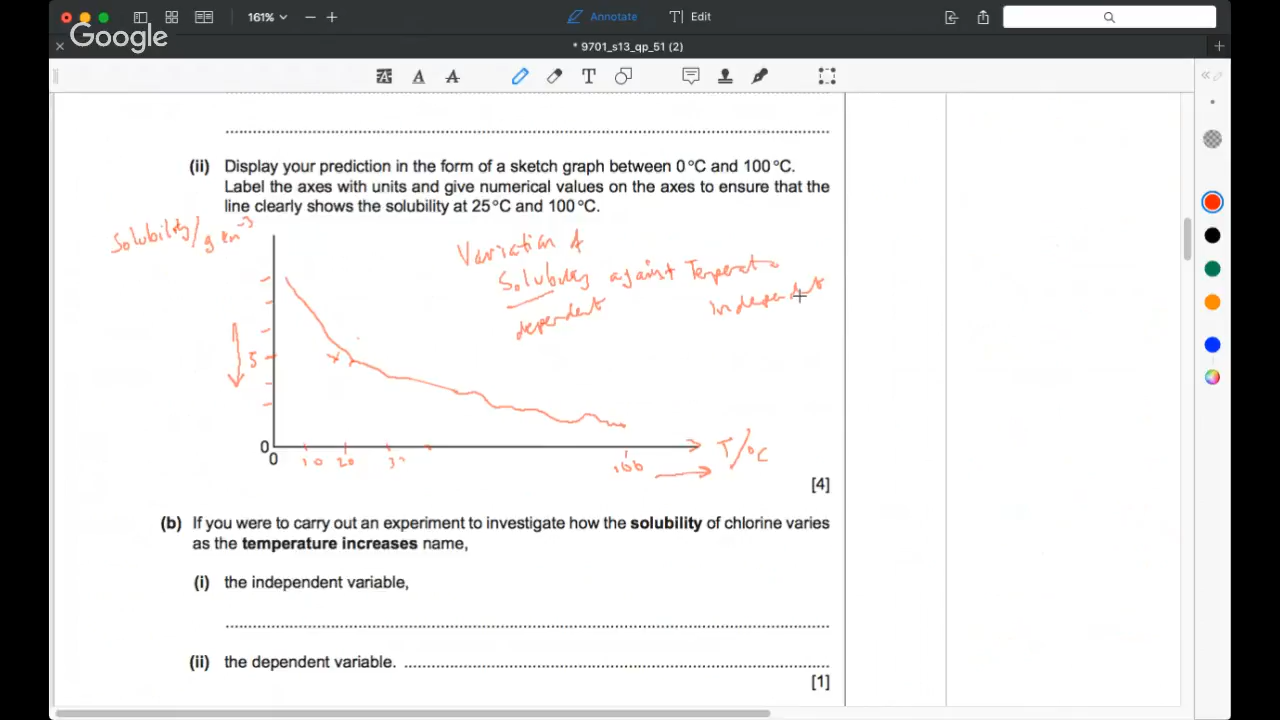 161%
Annotate
Edit
Google
* 9701_s13_qp_51 (2)
(ii) Display your prediction in the form of a sketch graph between 0 °C and 100 °C.
Label the axes with units and give numerical values on the axes to ensure that the
line clearly shows the solubility at 25 °C and 100 °C.
Solubility/g cm⁻³
Variation of
Solubility against Temperature
dependent independent
5
0
0 10 20 30 100
T/°C
[4]
(b) If you were to carry out an experiment to investigate how the solubility of chlorine varies
as the temperature increases name,
(i) the independent variable,
(ii) the dependent variable.
[1]